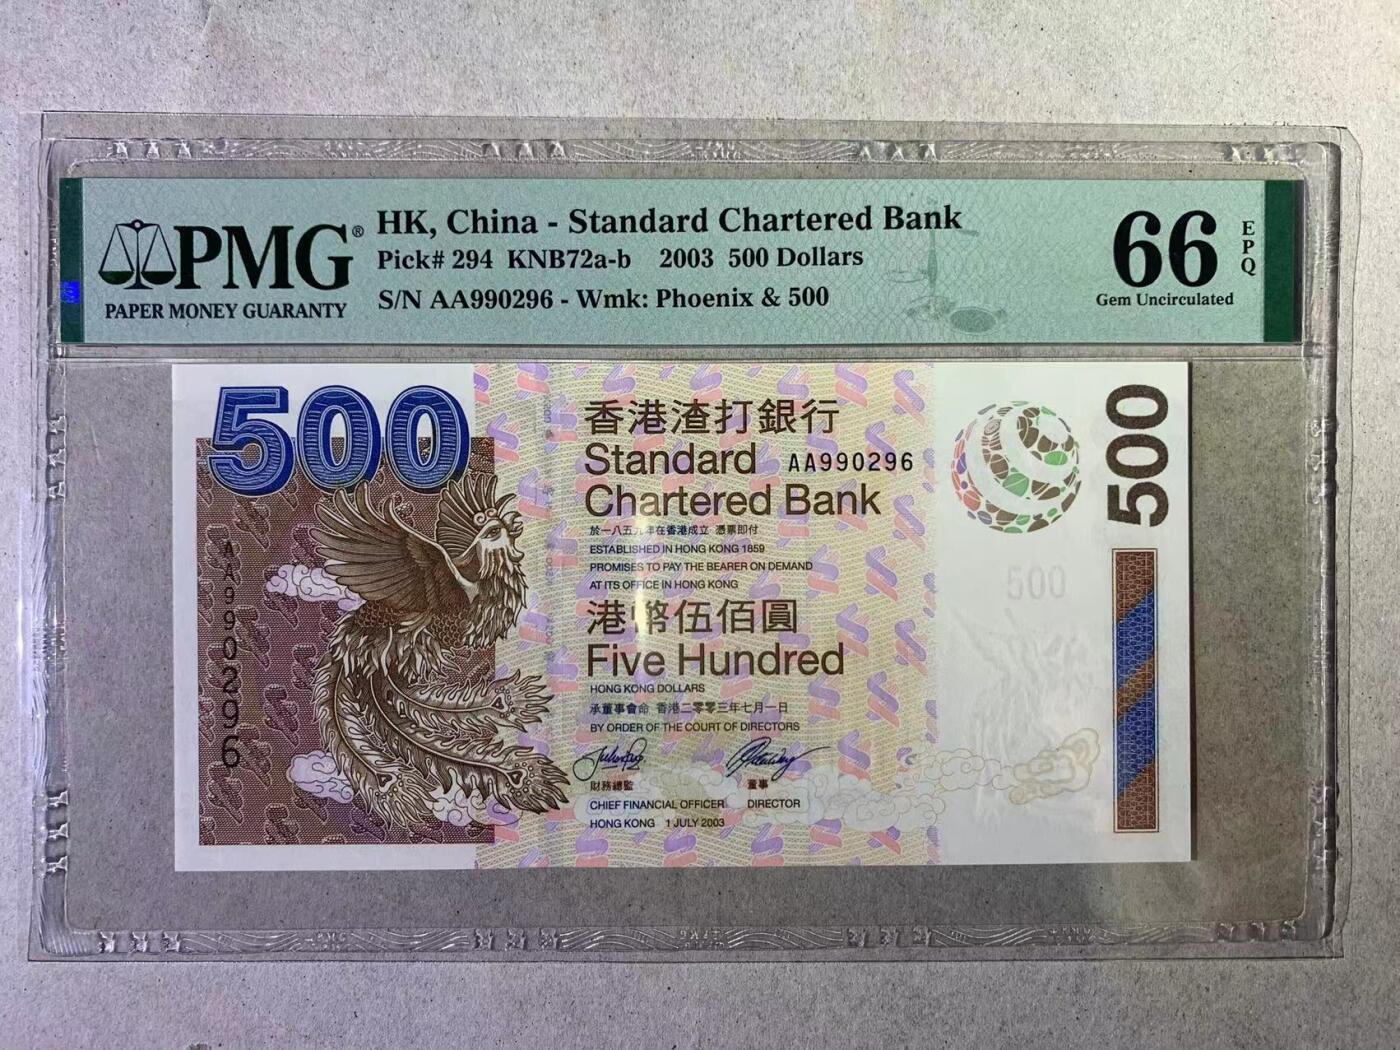 PMG®
PAPER MONEY GUARANTY
HK, China - Standard Chartered Bank
Pick# 294 KNB72a-b 2003 500 Dollars
S/N AA990296 - Wmk: Phoenix & 500
66
EPQ
Gem Uncirculated
500
香港渣打銀行
Standard AA990296
Chartered Bank
於一八五九年在香港成立 憑票即付
ESTABLISHED IN HONG KONG 1859
PROMISES TO PAY THE BEARER ON DEMAND
AT ITS OFFICE IN HONG KONG
港幣伍佰圓
Five Hundred
HONG KONG DOLLARS
承董事會命 香港二零零三年七月一日
BY ORDER OF THE COURT OF DIRECTORS
財務總監 董事
CHIEF FINANCIAL OFFICER DIRECTOR
HONG KONG 1 JULY 2003
AA990296
500
500